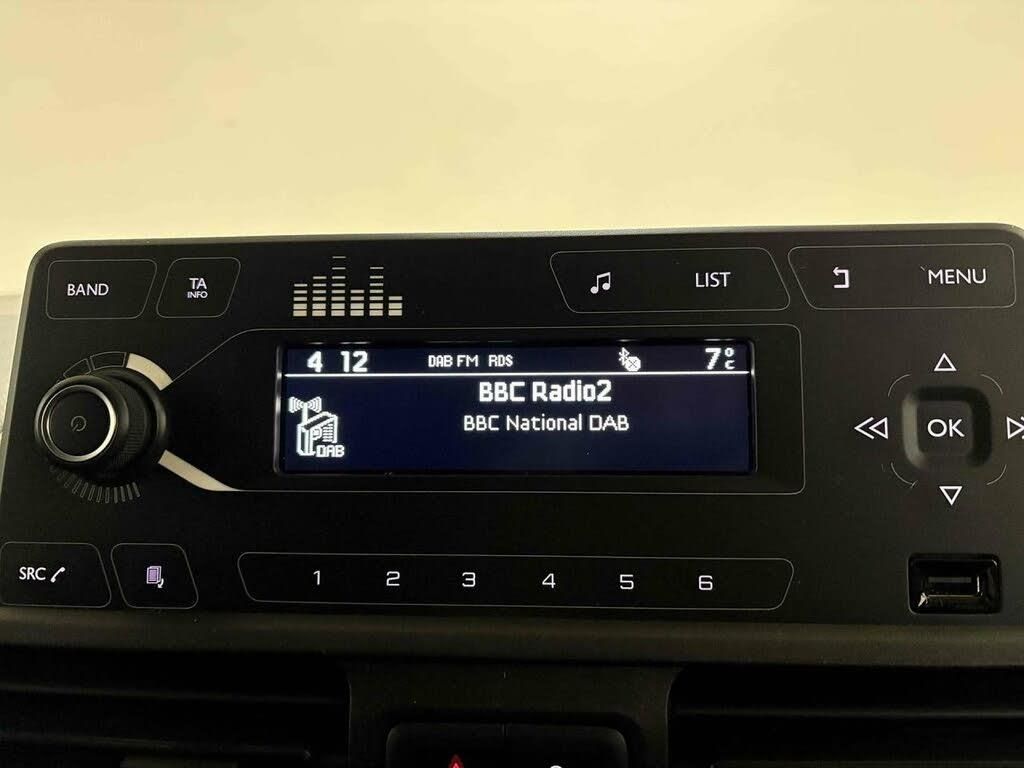 BAND
TA
INFO
LIST
MENU
4 12 DAB FM RDS 7°C
BBC Radio2
BBC National DAB
DAB
OK
SRC
1 2 3 4 5 6